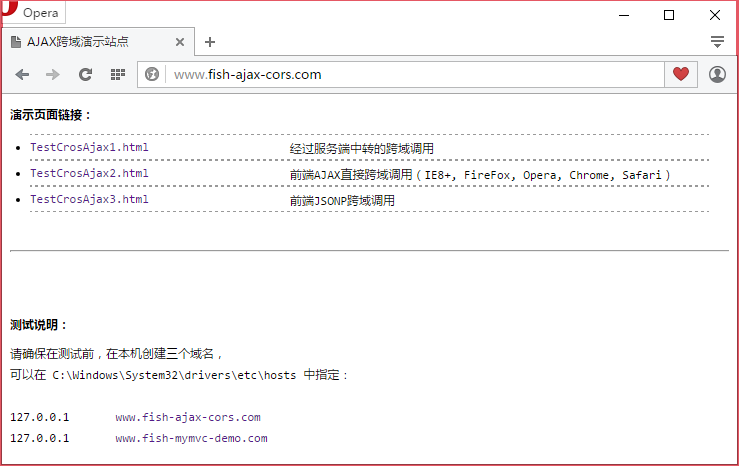 Opera
AJAX跨域演示站点
www.fish-ajax-cors.com
演示页面链接：
TestCrosAjax1.html 经过服务端中转的跨域调用
TestCrosAjax2.html 前端AJAX直接跨域调用（IE8+, FireFox, Opera, Chrome, Safari）
TestCrosAjax3.html 前端JSONP跨域调用
测试说明：
请确保在测试前，在本机创建三个域名，
可以在 C:\Windows\System32\drivers\etc\hosts 中指定：
127.0.0.1 www.fish-ajax-cors.com
127.0.0.1 www.fish-mymvc-demo.com